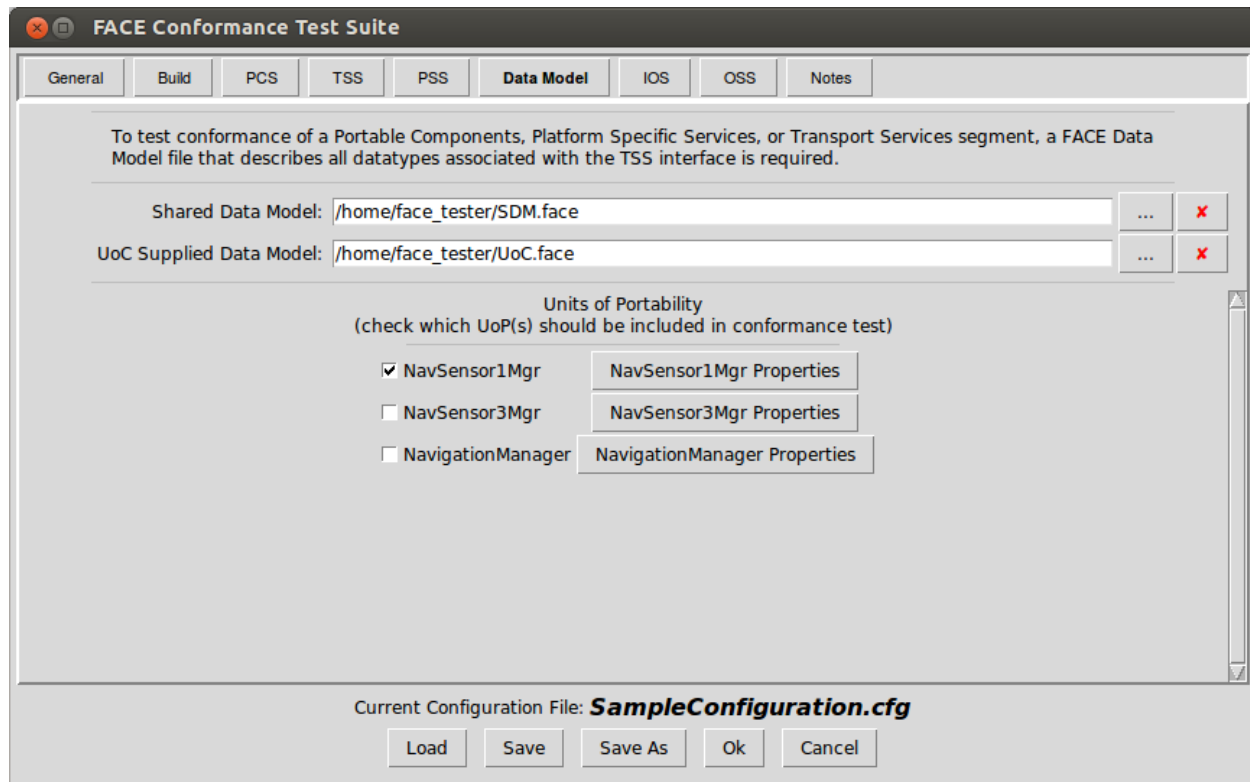 FACE Conformance Test Suite
General Build PCS TSS PSS Data Model IOS OSS Notes
To test conformance of a Portable Components, Platform Specific Services, or Transport Services segment, a FACE Data
Model file that describes all datatypes associated with the TSS interface is required.
Shared Data Model: /home/face_tester/SDM.face ... ✘
UoC Supplied Data Model: /home/face_tester/UoC.face ... ✘
Units of Portability
(check which UoP(s) should be included in conformance test)
NavSensor1Mgr NavSensor1Mgr Properties
NavSensor3Mgr NavSensor3Mgr Properties
NavigationManager NavigationManager Properties
Current Configuration File: SampleConfiguration.cfg
Load Save Save As Ok Cancel